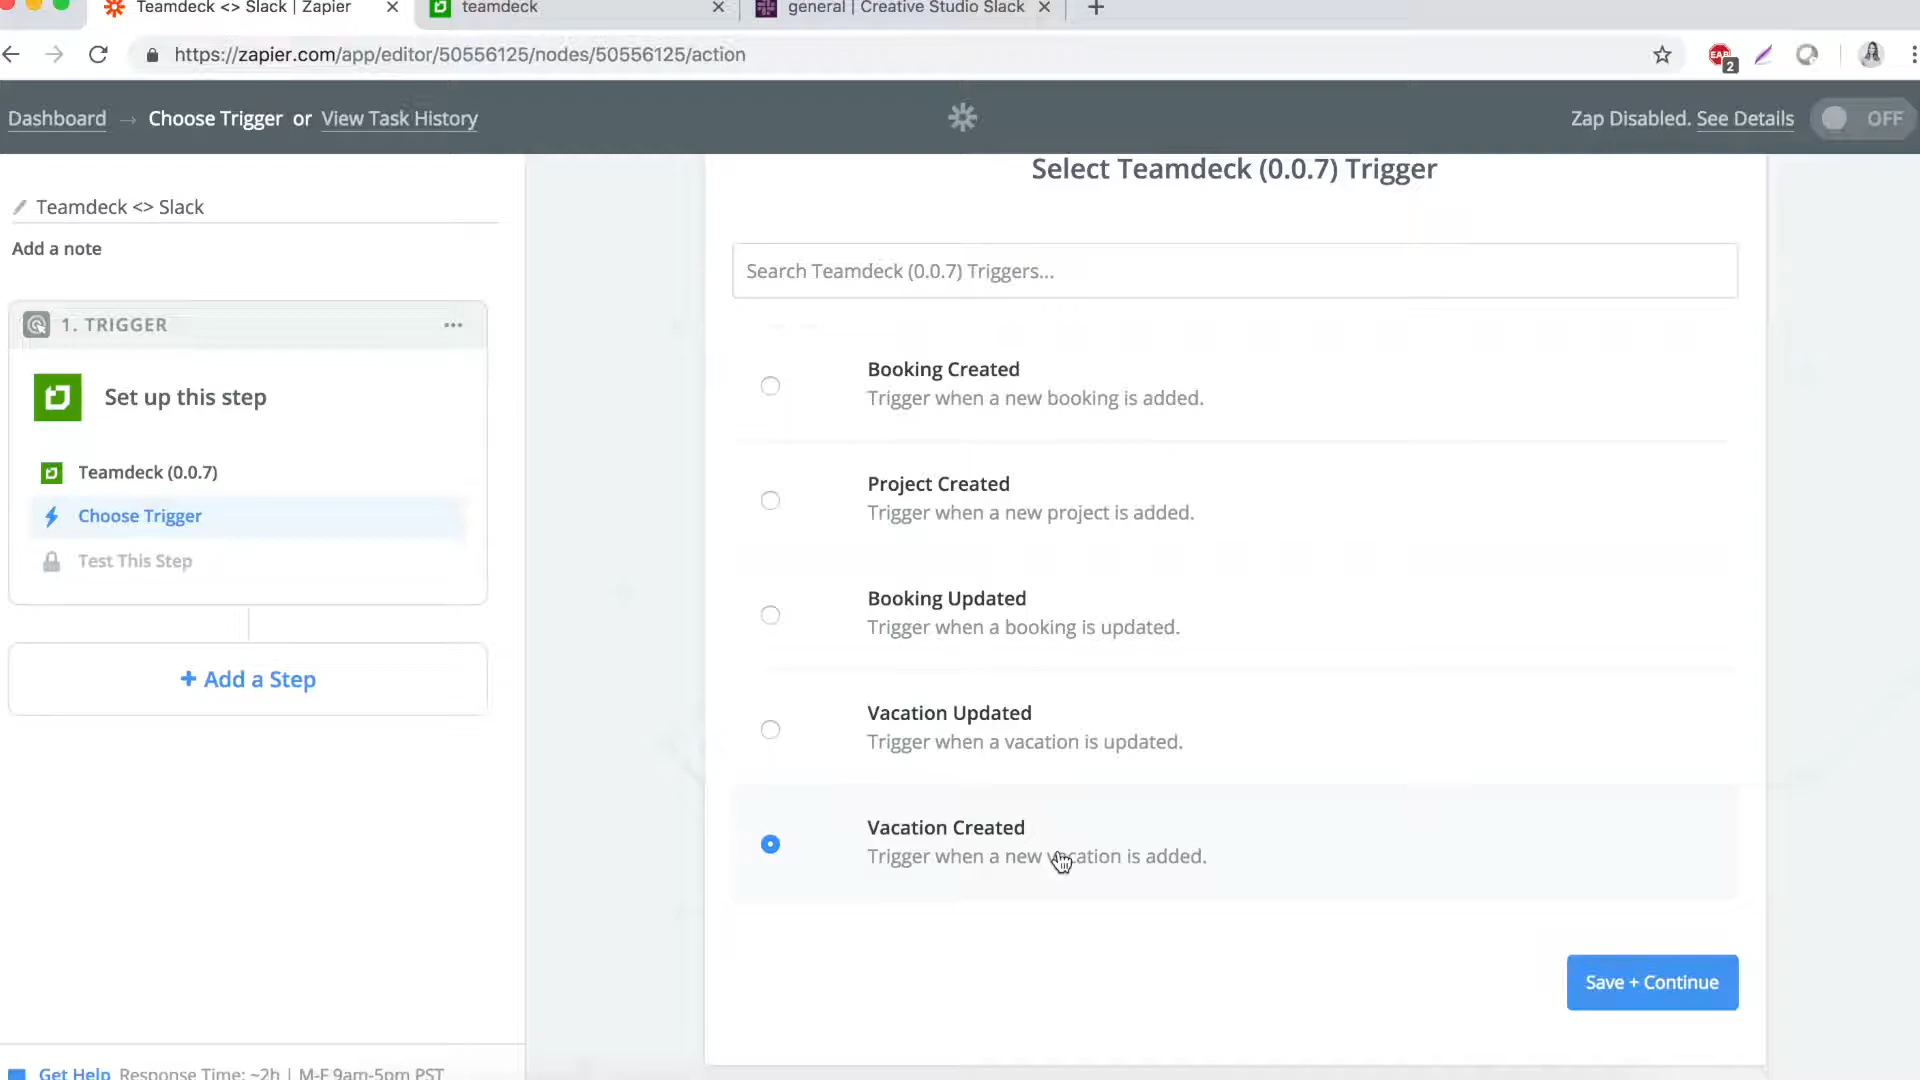 Teamdeck <> Slack | Zapier
teamdeck
general | Creative Studio Slack
https://zapier.com/app/editor/50556125/nodes/50556125/action
EAB
2
Dashboard → Choose Trigger or View Task History
Zap Disabled. See Details
OFF
Teamdeck <> Slack
Add a note
1. TRIGGER
Set up this step
Teamdeck (0.0.7)
Choose Trigger
Test This Step
+ Add a Step
Get Help Response Time: ~2h | M-F 9am-5pm PST
Select Teamdeck (0.0.7) Trigger
Search Teamdeck (0.0.7) Triggers...
Booking Created
Trigger when a new booking is added.
Project Created
Trigger when a new project is added.
Booking Updated
Trigger when a booking is updated.
Vacation Updated
Trigger when a vacation is updated.
Vacation Created
Trigger when a new vacation is added.
Save + Continue